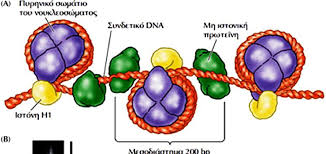 (A)
Πυρηνικό σωμάτιο
του νουκλεοσώματος
Συνδετικό DNA
Μη ιστονική
πρωτεΐνη
Ιστόνη H1
(B)
Μεσοδιάστημα 200 bp